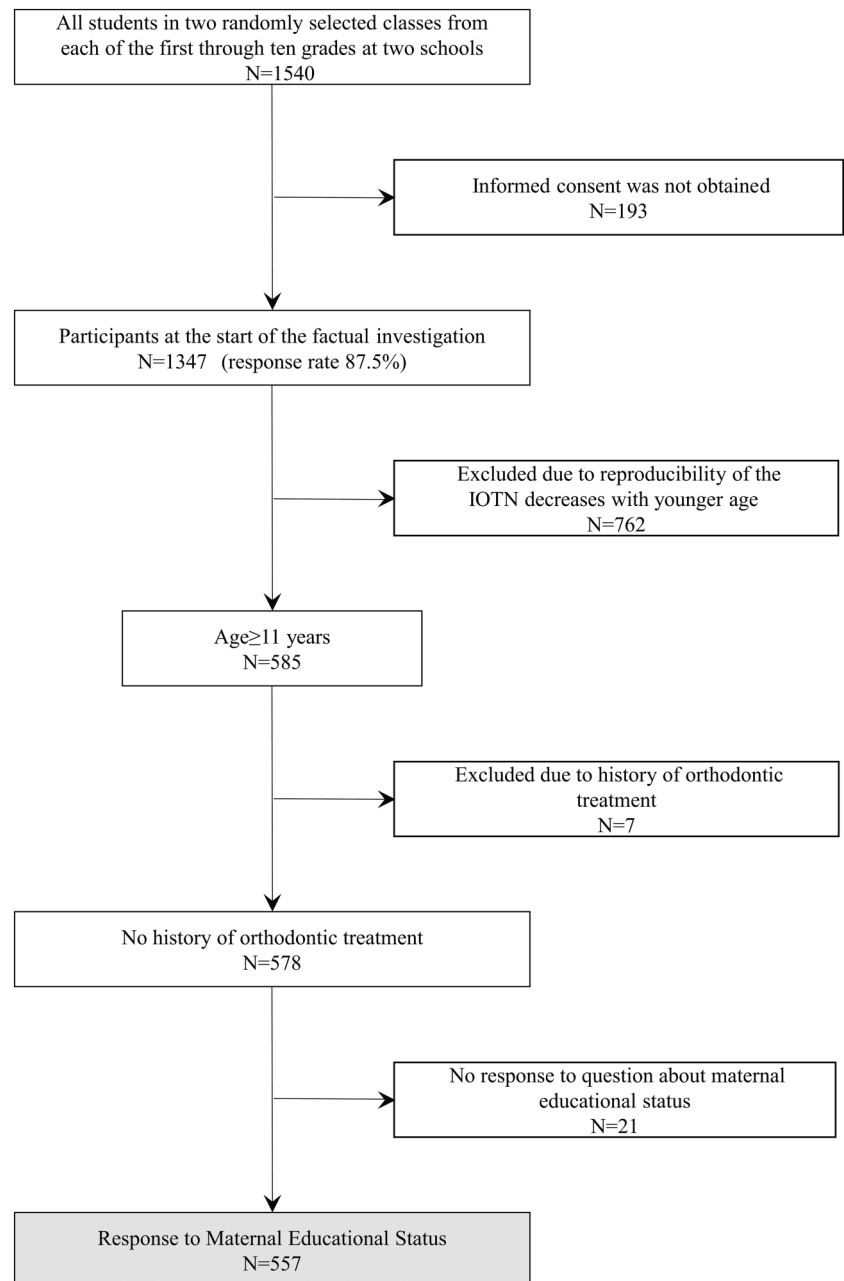 All students in two randomly selected classes from
each of the first through ten grades at two schools
N=1540
Informed consent was not obtained
N=193
Participants at the start of the factual investigation
N=1347 (response rate 87.5%)
Excluded due to reproducibility of the
IOTN decreases with younger age
N=762
Age≥11 years
N=585
Excluded due to history of orthodontic
treatment
N=7
No history of orthodontic treatment
N=578
No response to question about maternal
educational status
N=21
Response to Maternal Educational Status
N=557